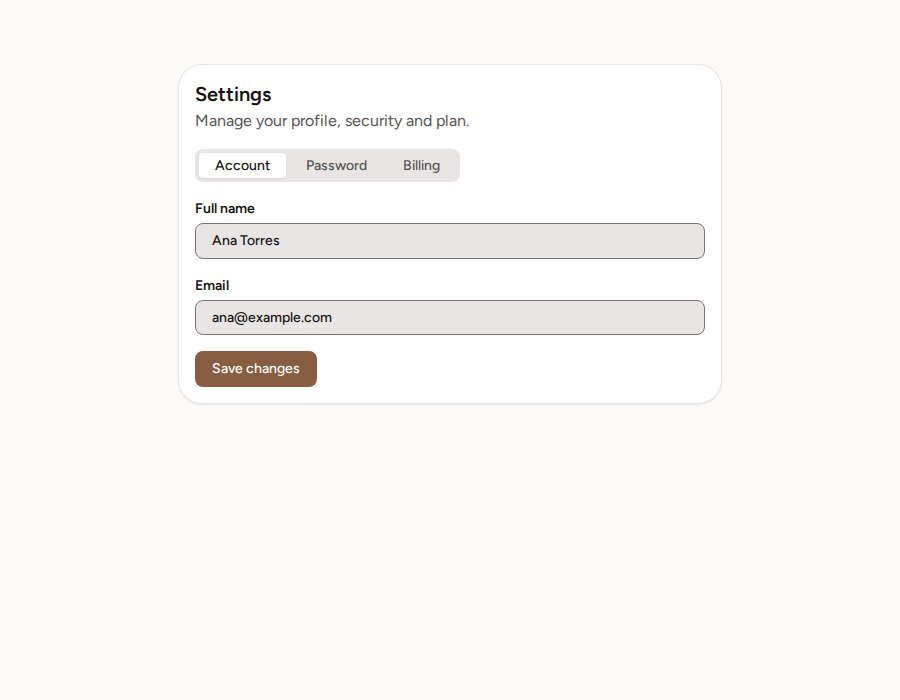 Settings
Manage your profile, security and plan.
Account Password Billing
Full name
Ana Torres
Email
ana@example.com
Save changes